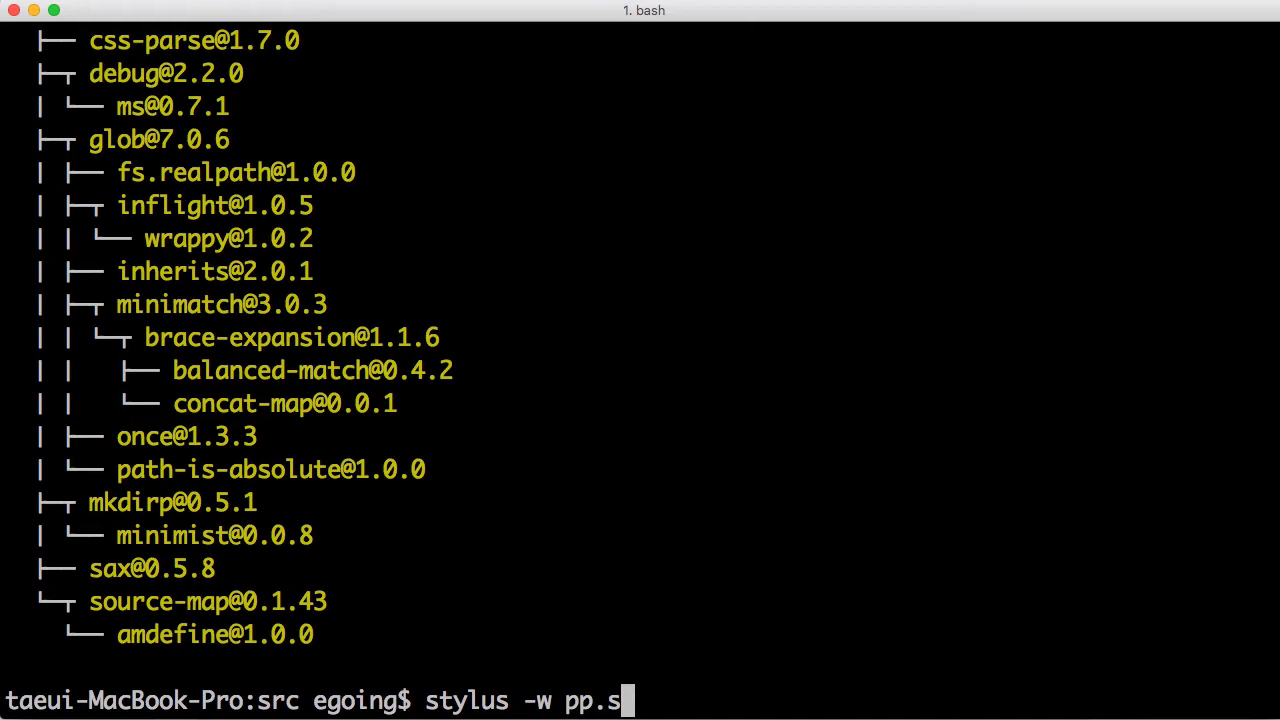 1. bash
├── css-parse@1.7.0
├─┬ debug@2.2.0
│ └── ms@0.7.1
├─┬ glob@7.0.6
│ ├── fs.realpath@1.0.0
│ ├─┬ inflight@1.0.5
│ │ └── wrappy@1.0.2
│ ├── inherits@2.0.1
│ ├─┬ minimatch@3.0.3
│ │ └─┬ brace-expansion@1.1.6
│ │   ├── balanced-match@0.4.2
│ │   └── concat-map@0.0.1
│ ├── once@1.3.3
│ └── path-is-absolute@1.0.0
├─┬ mkdirp@0.5.1
│ └── minimist@0.0.8
├── sax@0.5.8
└─┬ source-map@0.1.43
  └── amdefine@1.0.0
taeui-MacBook-Pro:src egoing$ stylus -w pp.s